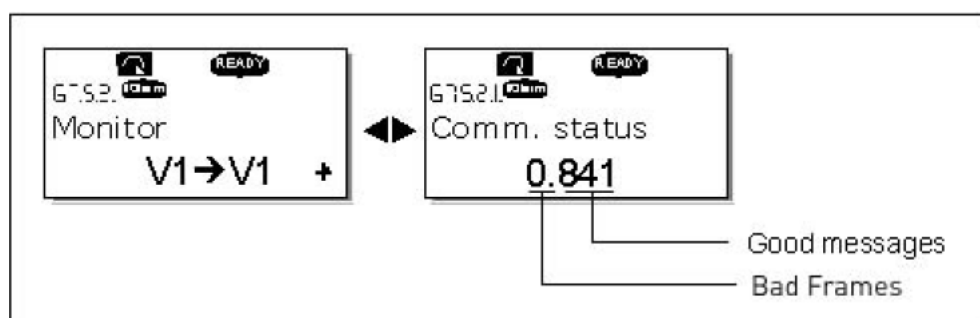 READY
G7.5.2.
Monitor
V1→V1 +
READY
G7.5.2.1.
Comm. status
0.841
Good messages
Bad Frames